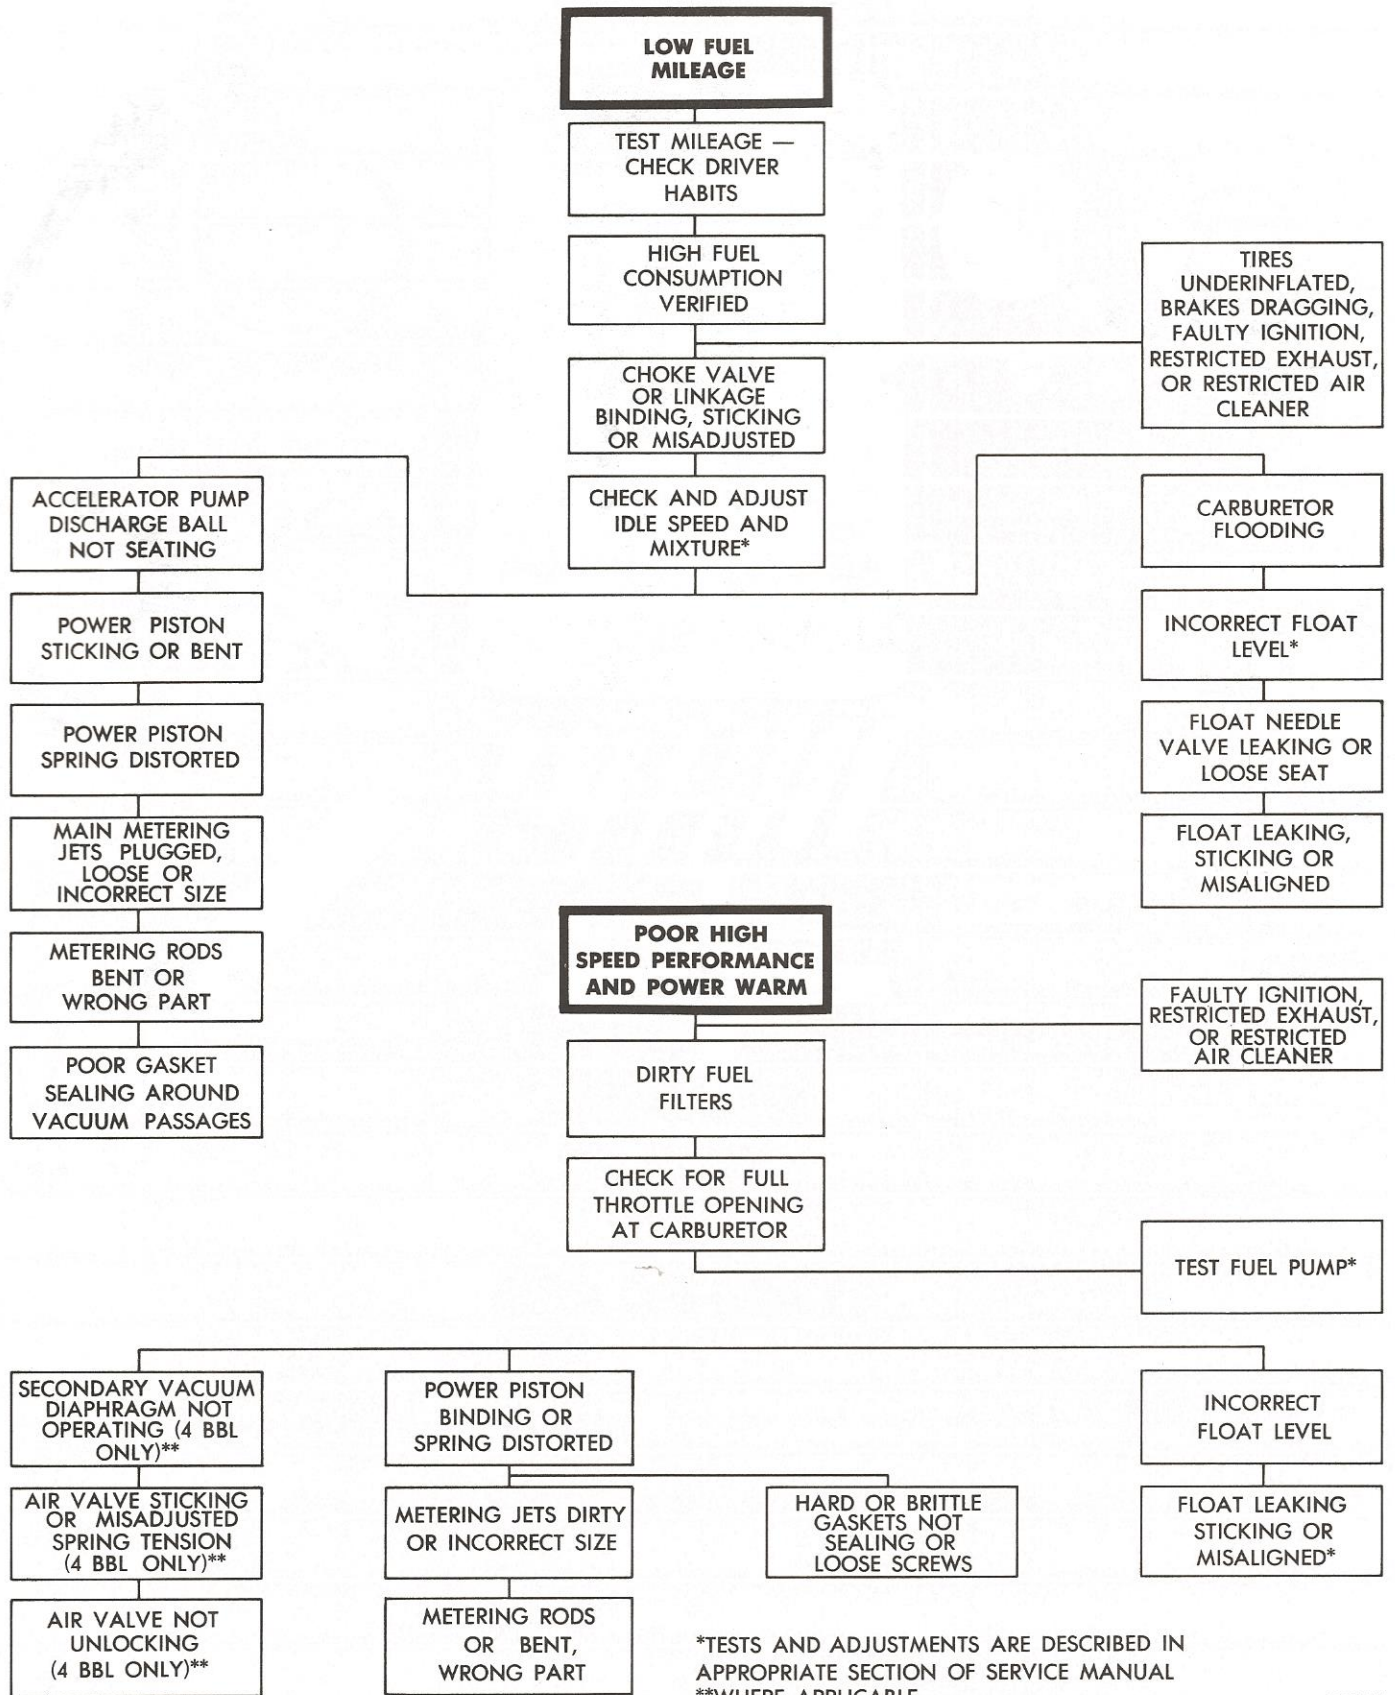 LOW FUEL
MILEAGE
TEST MILEAGE —
CHECK DRIVER
HABITS
HIGH FUEL
CONSUMPTION
VERIFIED
TIRES
UNDERINFLATED,
BRAKES DRAGGING,
FAULTY IGNITION,
RESTRICTED EXHAUST,
OR RESTRICTED AIR
CLEANER
CHOKE VALVE
OR LINKAGE
BINDING, STICKING
OR MISADJUSTED
CHECK AND ADJUST
IDLE SPEED AND
MIXTURE*
ACCELERATOR PUMP
DISCHARGE BALL
NOT SEATING
POWER PISTON
STICKING OR BENT
POWER PISTON
SPRING DISTORTED
MAIN METERING
JETS PLUGGED,
LOOSE OR
INCORRECT SIZE
METERING RODS
BENT OR
WRONG PART
POOR GASKET
SEALING AROUND
VACUUM PASSAGES
CARBURETOR
FLOODING
INCORRECT FLOAT
LEVEL*
FLOAT NEEDLE
VALVE LEAKING OR
LOOSE SEAT
FLOAT LEAKING,
STICKING OR
MISALIGNED
POOR HIGH
SPEED PERFORMANCE
AND POWER WARM
FAULTY IGNITION,
RESTRICTED EXHAUST,
OR RESTRICTED
AIR CLEANER
DIRTY FUEL
FILTERS
CHECK FOR FULL
THROTTLE OPENING
AT CARBURETOR
TEST FUEL PUMP*
SECONDARY VACUUM
DIAPHRAGM NOT
OPERATING (4 BBL
ONLY)**
AIR VALVE STICKING
OR MISADJUSTED
SPRING TENSION
(4 BBL ONLY)**
AIR VALVE NOT
UNLOCKING
(4 BBL ONLY)**
POWER PISTON
BINDING OR
SPRING DISTORTED
METERING JETS DIRTY
OR INCORRECT SIZE
METERING RODS
OR BENT,
WRONG PART
HARD OR BRITTLE
GASKETS NOT
SEALING OR
LOOSE SCREWS
INCORRECT
FLOAT LEVEL
FLOAT LEAKING
STICKING OR
MISALIGNED*
*TESTS AND ADJUSTMENTS ARE DESCRIBED IN
APPROPRIATE SECTION OF SERVICE MANUAL
**WHERE APPLICABLE